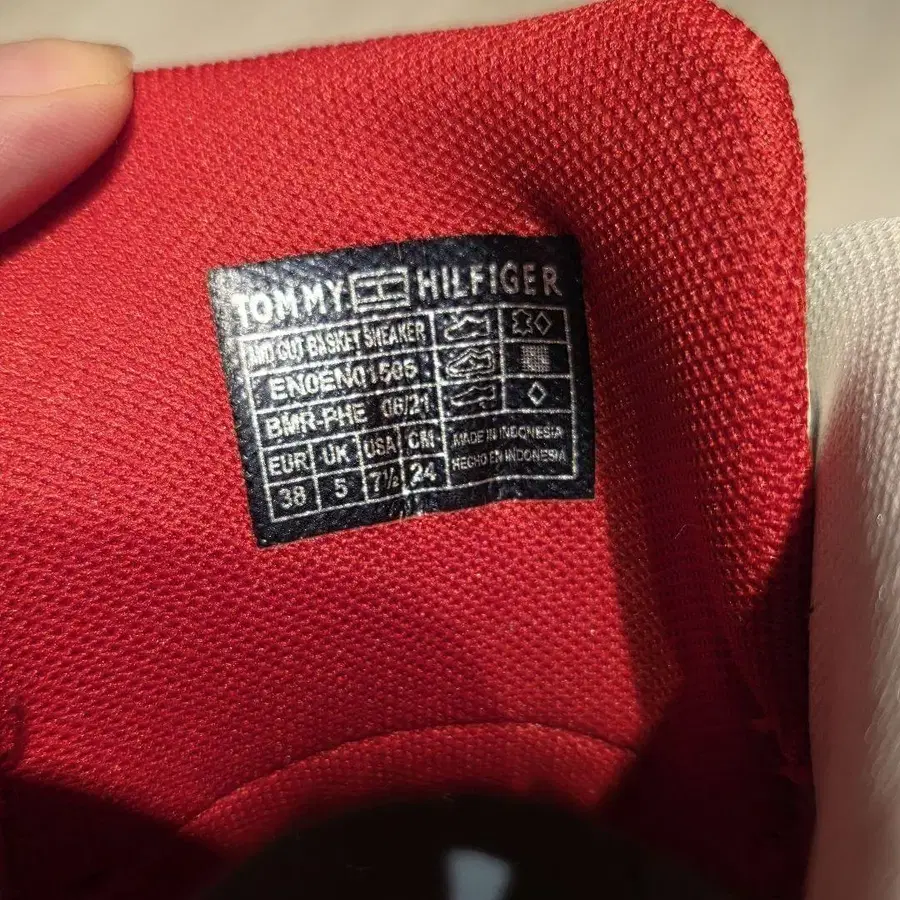 TOMMY HILFIGER
MID CUT BASKET SNEAKER
EN0EN01506
BMR-PHE 06/21
EUR UK USA CM
38 5 7½ 24
MADE IN INDONESIA
HECHO EN INDONESIA